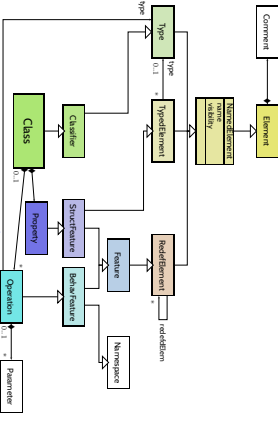 type
Type
Comment
type
0..1
*
Class
Classifier
TypedElement
NamedElement
name
visibility
Element
0..1
Property
StructFeature
Feature
RedefElement
*
redefdElem
*
Operation
BehavFeature
Namespace
0..1
*
Parameter